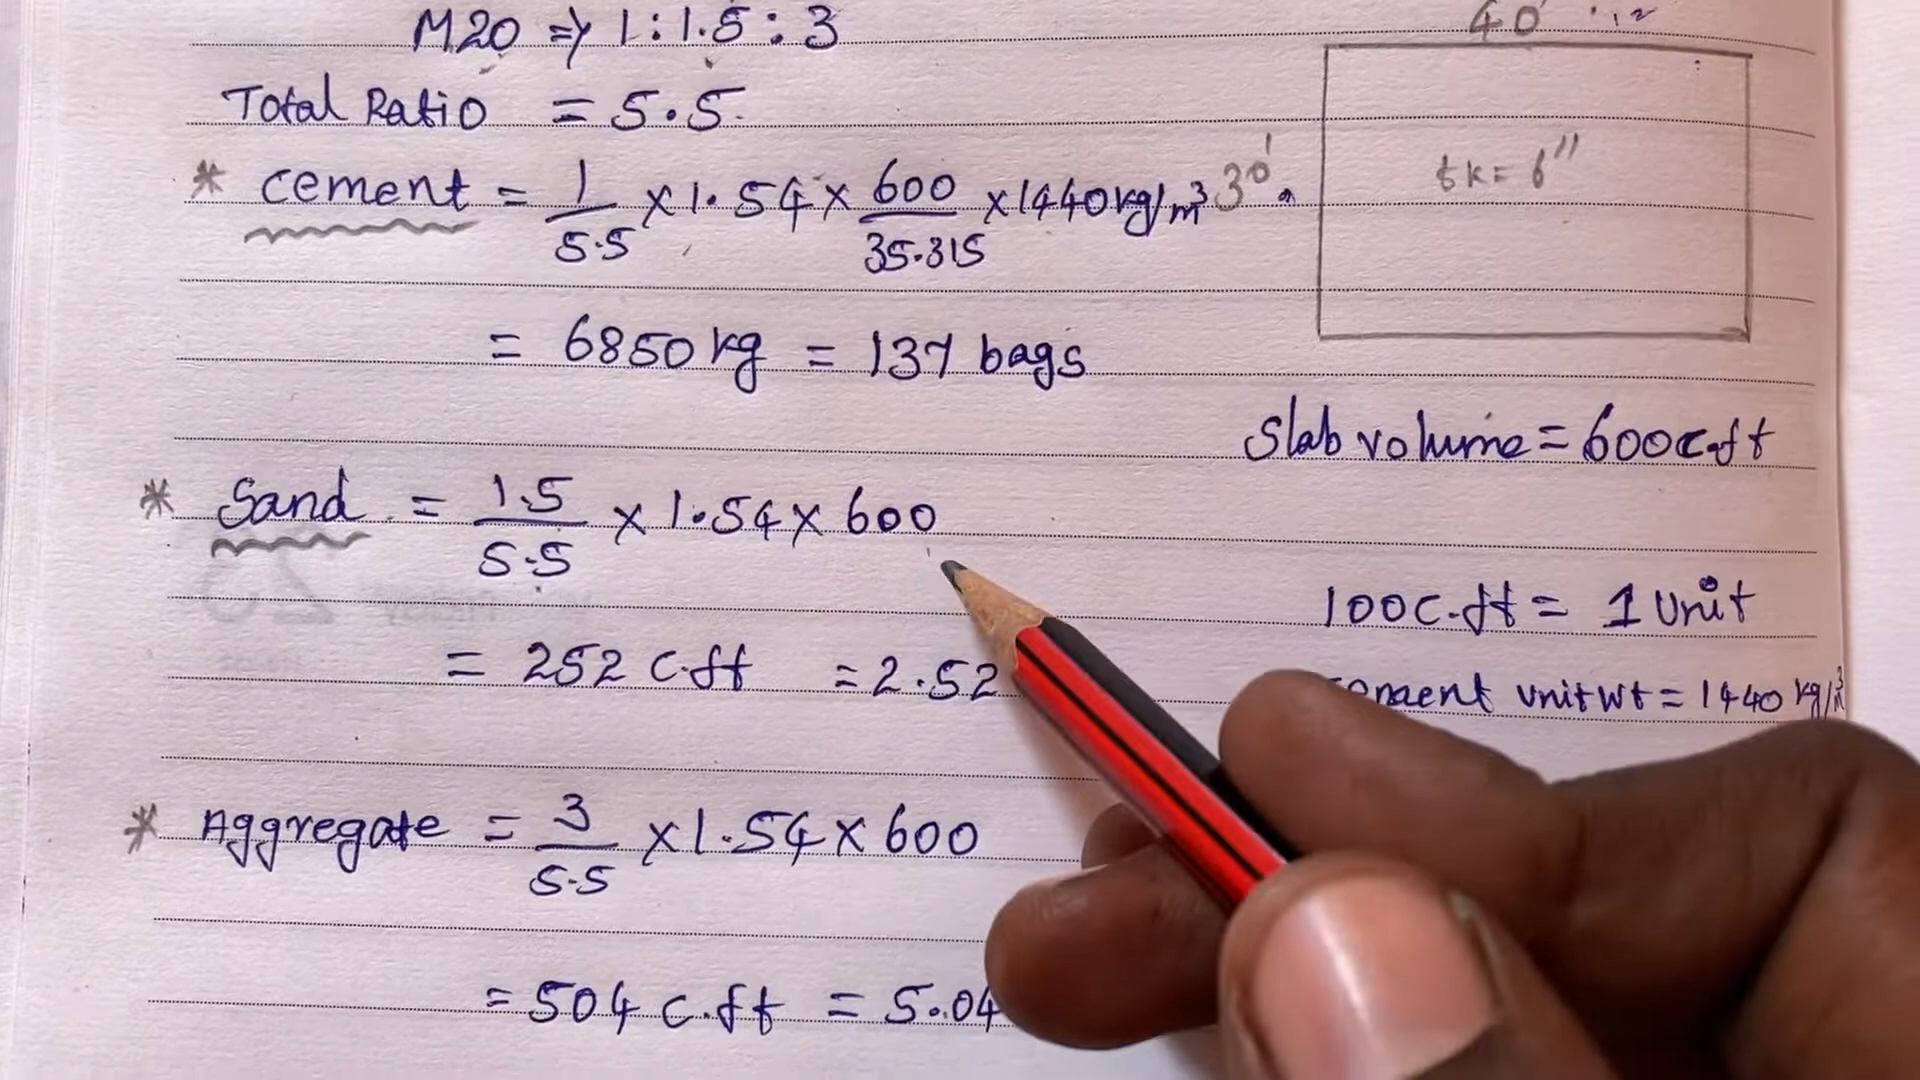 M20 => 1 : 1.5 : 3
40'
Total Ratio = 5.5
* cement = 1/5.5 x 1.54 x 600/35.315 x 1440 kg/m³
30'
tk = 6"
= 6850 kg = 137 bags
Slab volume = 600 c.ft
* Sand = 1.5/5.5 x 1.54 x 600
100 C.ft = 1 Unit
= 252 c.ft = 2.52
unit wt = 1440 kg/m³
* Aggregate = 3/5.5 x 1.54 x 600
= 504 c.ft = 5.04